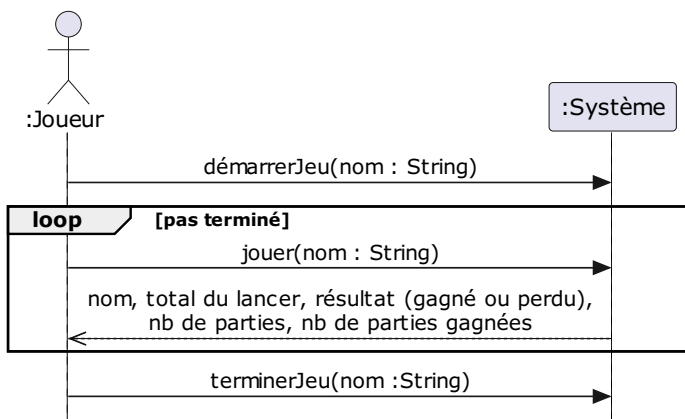 :Joueur
:Système
démarrerJeu(nom : String)
loop
[pas terminé]
jouer(nom : String)
nom, total du lancer, résultat (gagné ou perdu),
nb de parties, nb de parties gagnées
terminerJeu(nom :String)